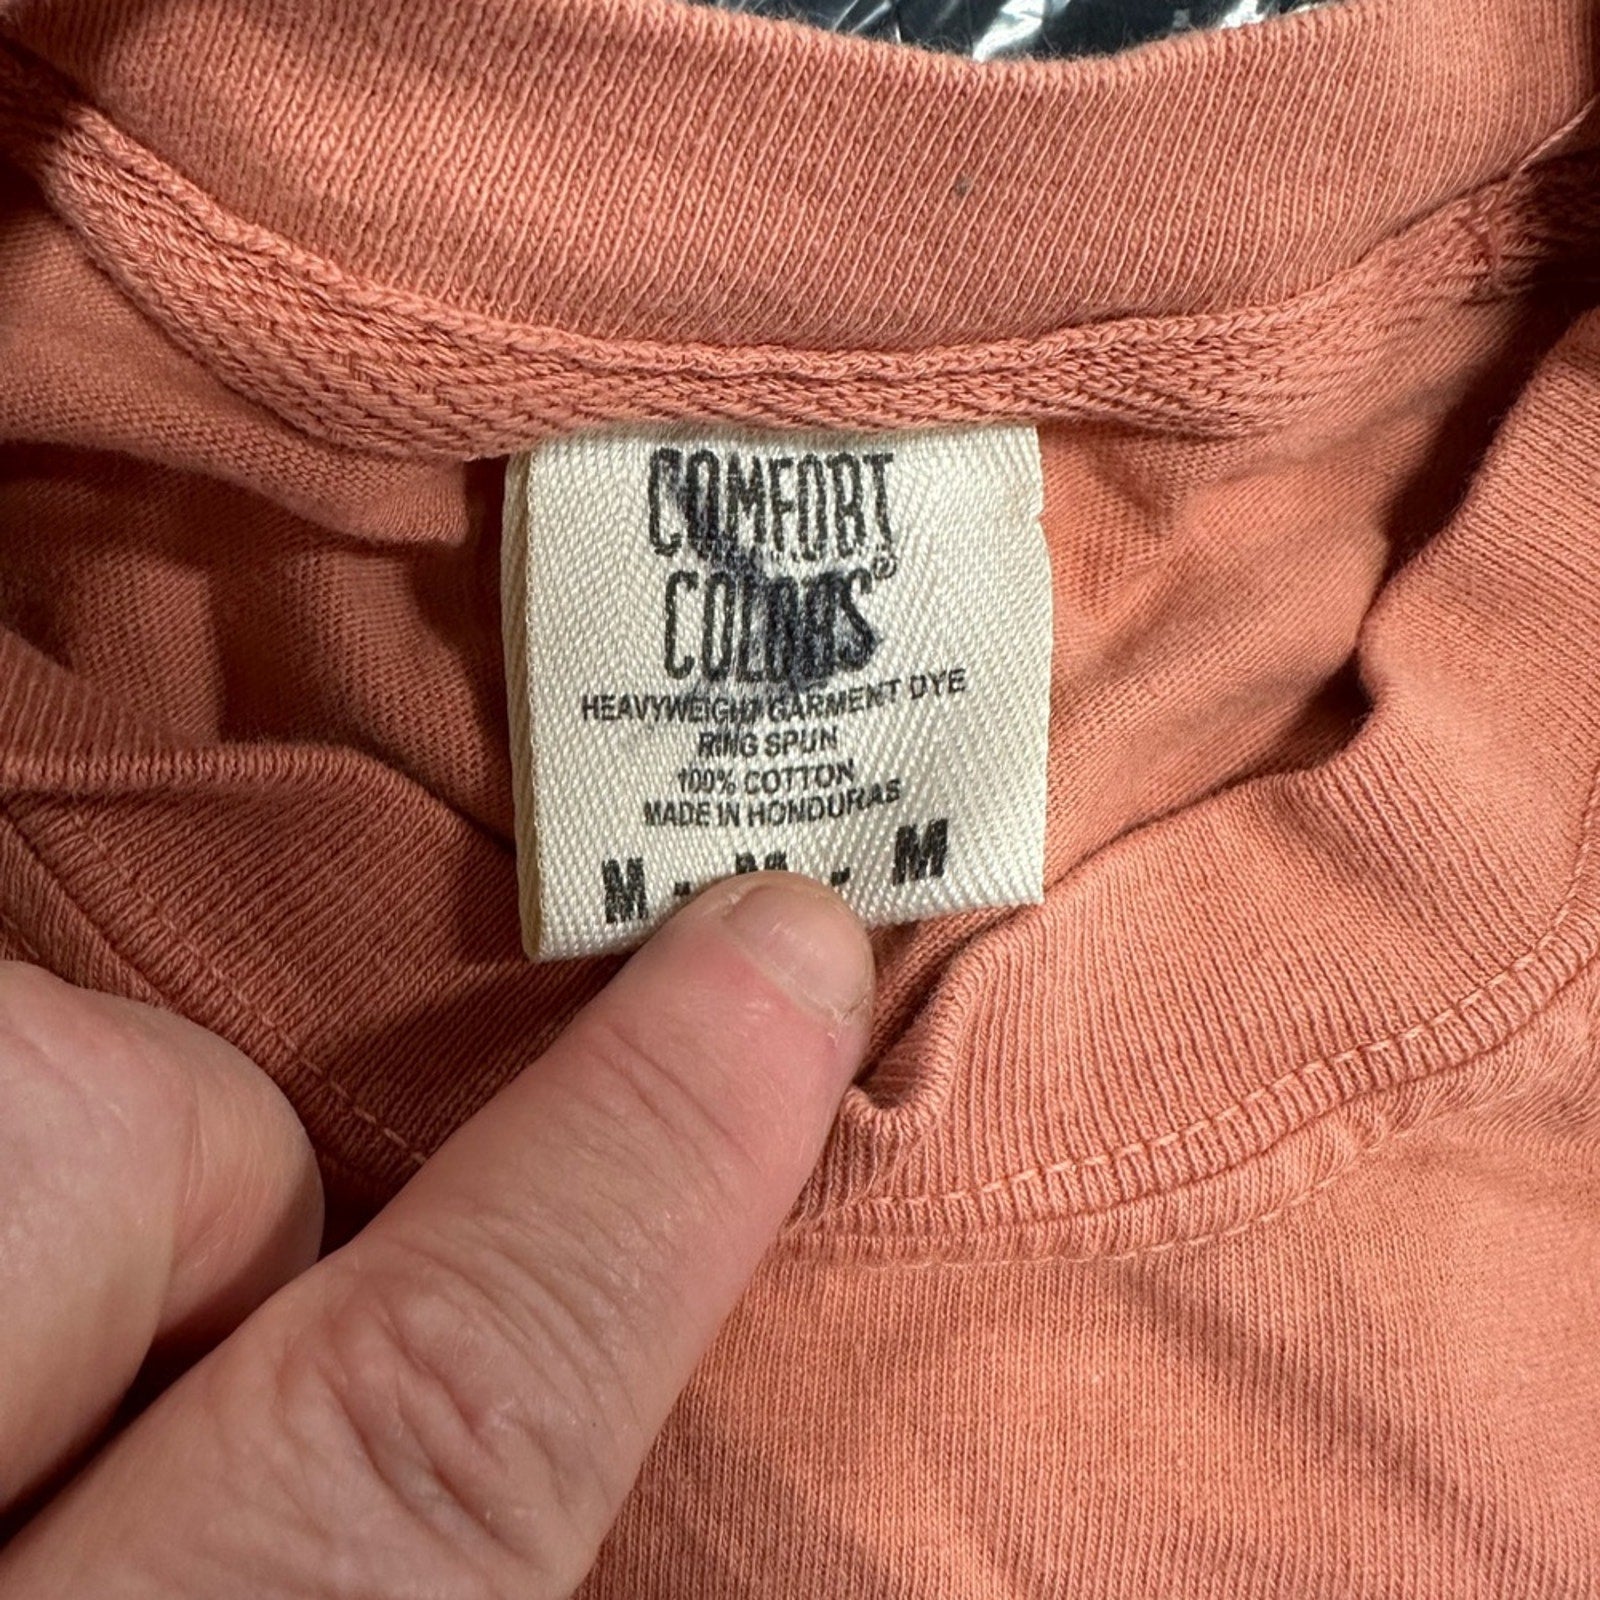 COMFORT
COLORS®
HEAVYWEIGHT GARMENT DYE
RING SPUN
100% COTTON
MADE IN HONDURAS
M - M - M